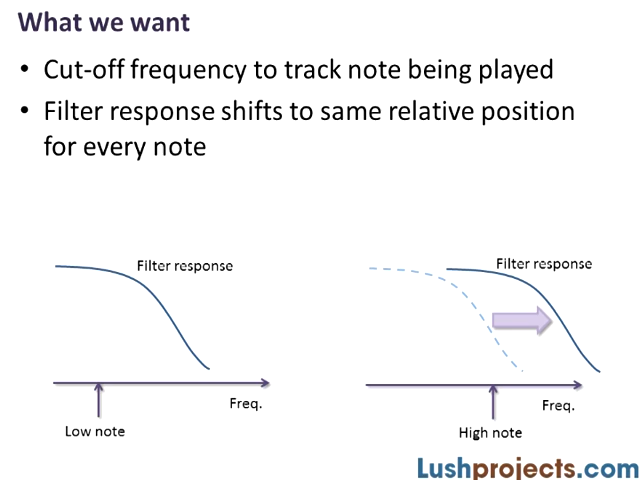 What we want
• Cut-off frequency to track note being played
• Filter response shifts to same relative position
for every note
Filter response
Freq.
Low note
Filter response
Freq.
High note
Lushprojects.com